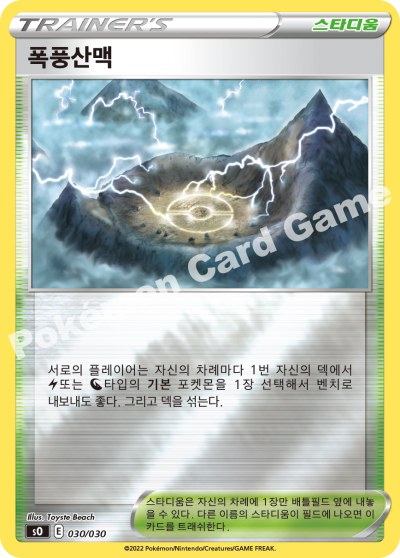 TRAINER'S
스타디움
폭풍산맥
Pokémon Card Game
서로의 플레이어는 자신의 차례마다 1번 자신의 덱에서
또는 타입의 기본 포켓몬을 1장 선택해서 벤치로
내보내도 좋다. 그리고 덱을 섞는다.
Illus. Toyste Beach
s0 E 030/030
스타디움은 자신의 차례에 1장만 배틀필드 옆에 내놓
을 수 있다. 다른 이름의 스타디움이 필드에 나오면 이
카드를 트래쉬한다.
©2022 Pokémon/Nintendo/Creatures/GAME FREAK.